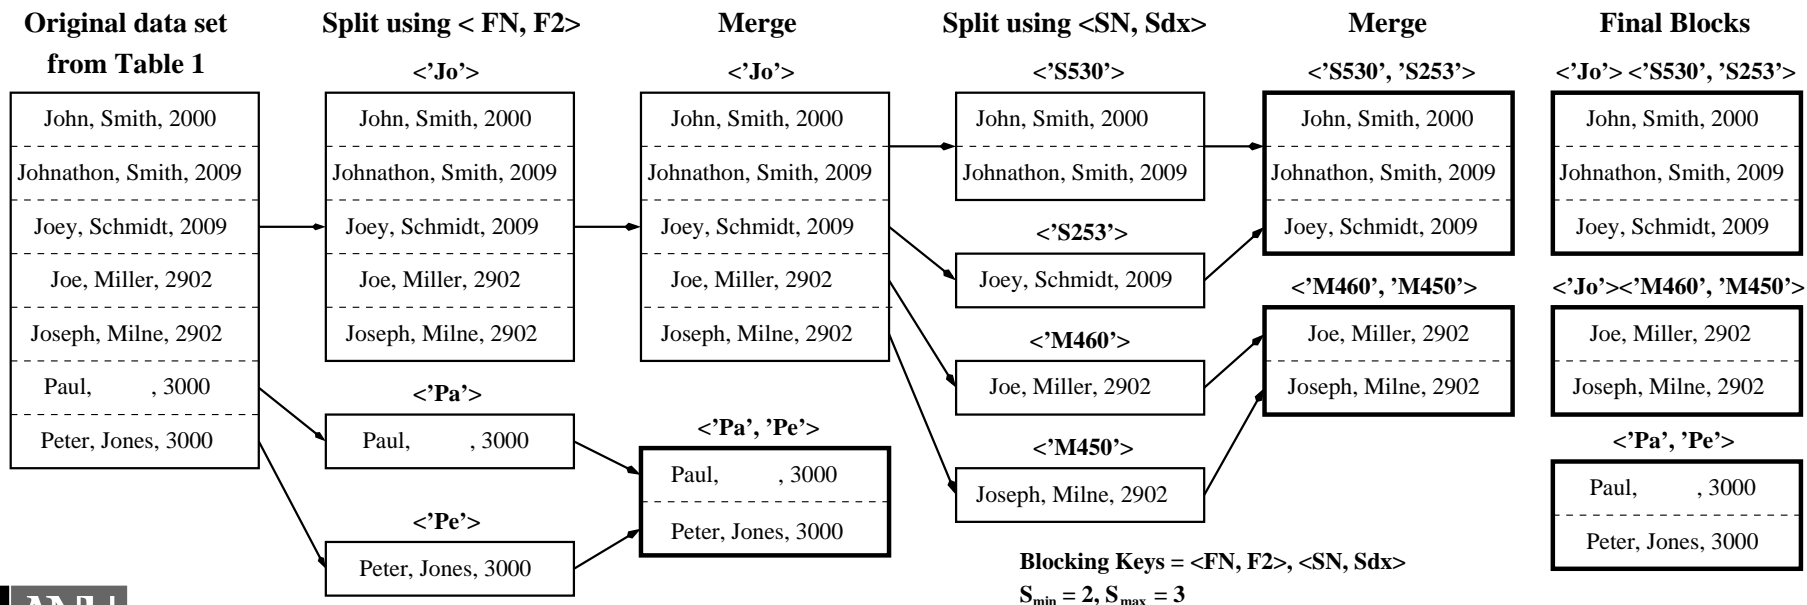 Original data set
from Table 1
John, Smith, 2000
Johnathon, Smith, 2009
Joey, Schmidt, 2009
Joe, Miller, 2902
Joseph, Milne, 2902
Paul, , 3000
Peter, Jones, 3000
Split using < FN, F2>
<’Jo’>
John, Smith, 2000
Johnathon, Smith, 2009
Joey, Schmidt, 2009
Joe, Miller, 2902
Joseph, Milne, 2902
<’Pa’>
Paul, , 3000
<’Pe’>
Peter, Jones, 3000
Merge
<’Jo’>
John, Smith, 2000
Johnathon, Smith, 2009
Joey, Schmidt, 2009
Joe, Miller, 2902
Joseph, Milne, 2902
<’Pa’, ’Pe’>
Paul, , 3000
Peter, Jones, 3000
Split using <SN, Sdx>
<’S530’>
John, Smith, 2000
Johnathon, Smith, 2009
<’S253’>
Joey, Schmidt, 2009
<’M460’>
Joe, Miller, 2902
<’M450’>
Joseph, Milne, 2902
Merge
<’S530’, ’S253’>
John, Smith, 2000
Johnathon, Smith, 2009
Joey, Schmidt, 2009
<’M460’, ’M450’>
Joe, Miller, 2902
Joseph, Milne, 2902
Final Blocks
<’Jo’> <’S530’, ’S253’>
John, Smith, 2000
Johnathon, Smith, 2009
Joey, Schmidt, 2009
<’Jo’><’M460’, ’M450’>
Joe, Miller, 2902
Joseph, Milne, 2902
<’Pa’, ’Pe’>
Paul, , 3000
Peter, Jones, 3000
Blocking Keys = <FN, F2>, <SN, Sdx>
Smin = 2, Smax = 3